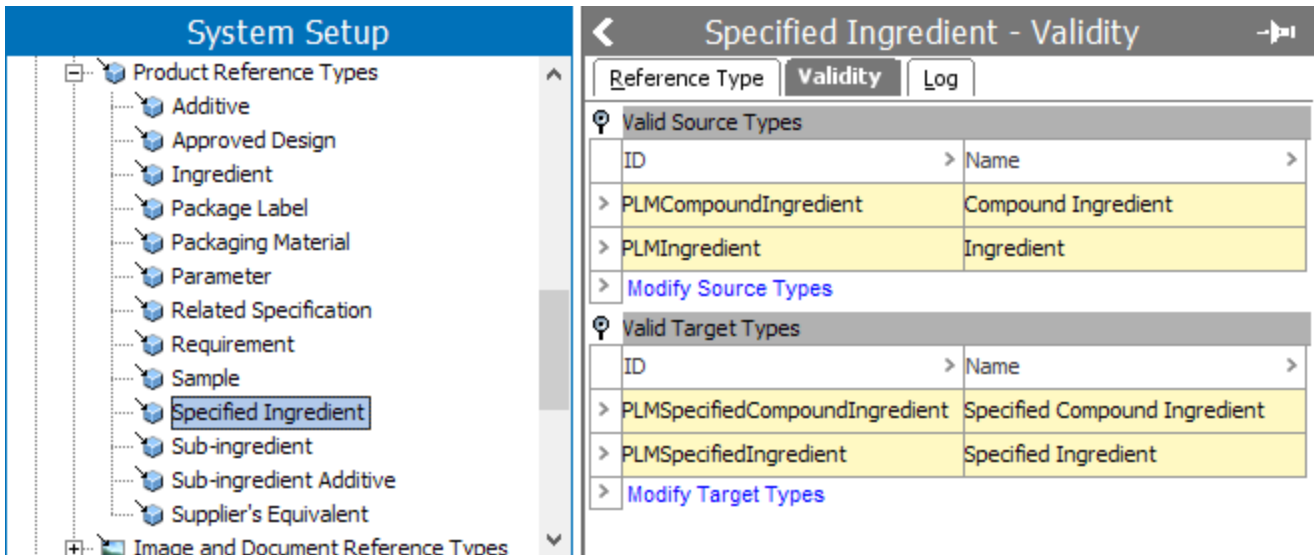 System Setup
Product Reference Types
Additive
Approved Design
Ingredient
Package Label
Packaging Material
Parameter
Related Specification
Requirement
Sample
Specified Ingredient
Sub-ingredient
Sub-ingredient Additive
Supplier's Equivalent
Image and Document Reference Types
Specified Ingredient - Validity
Reference Type Validity Log
Valid Source Types
ID > Name >
> PLMCompoundIngredient Compound Ingredient
> PLMIngredient Ingredient
> Modify Source Types
Valid Target Types
ID > Name >
> PLMSpecifiedCompoundIngredient Specified Compound Ingredient
> PLMSpecifiedIngredient Specified Ingredient
> Modify Target Types